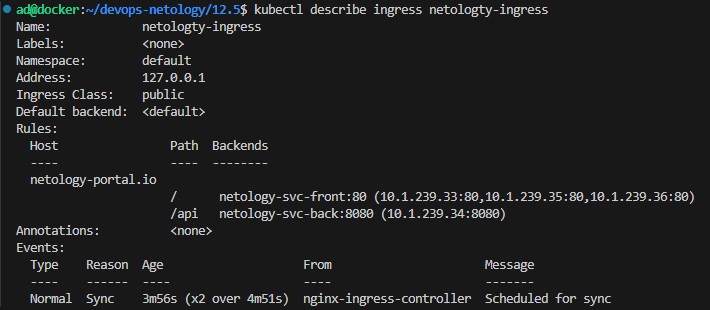 ad@docker:~/devops-netology/12.5$ kubectl describe ingress netologty-ingress
Name:             netologty-ingress
Labels:           <none>
Namespace:        default
Address:          127.0.0.1
Ingress Class:    public
Default backend:  <default>
Rules:
  Host                Path  Backends
  ----                ----  --------
  netology-portal.io
                      /      netology-svc-front:80 (10.1.239.33:80,10.1.239.35:80,10.1.239.36:80)
                      /api   netology-svc-back:8080 (10.1.239.34:8080)
Annotations:          <none>
Events:
  Type    Reason  Age                    From                      Message
  ----    ------  ----                   ----                      -------
  Normal  Sync    3m56s (x2 over 4m51s)  nginx-ingress-controller  Scheduled for sync